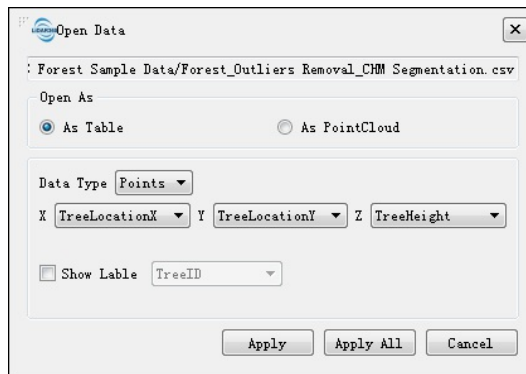 LiDAR360 Open Data
: Forest Sample Data/Forest_Outliers Removal_CHM Segmentation.csv
Open As
As Table As PointCloud
Data Type Points
X TreeLocationX Y TreeLocationY Z TreeHeight
Show Lable TreeID
Apply Apply All Cancel